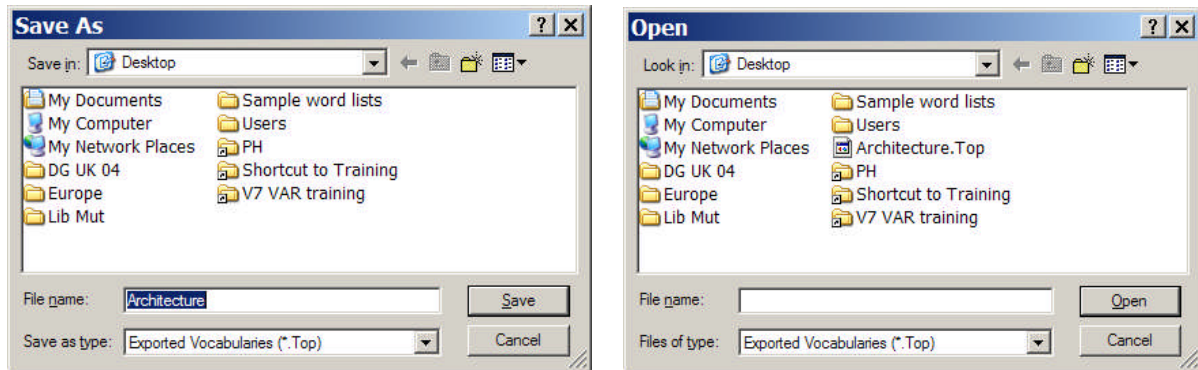 Save As
Save in: Desktop
My Documents
My Computer
My Network Places
DG UK 04
Europe
Lib Mut
Sample word lists
Users
PH
Shortcut to Training
V7 VAR training
File name: Architecture Save
Save as type: Exported Vocabularies (*.Top) Cancel
Open
Look in: Desktop
My Documents
My Computer
My Network Places
DG UK 04
Europe
Lib Mut
Sample word lists
Users
Architecture.Top
PH
Shortcut to Training
V7 VAR training
File name: Open
Files of type: Exported Vocabularies (*.Top) Cancel